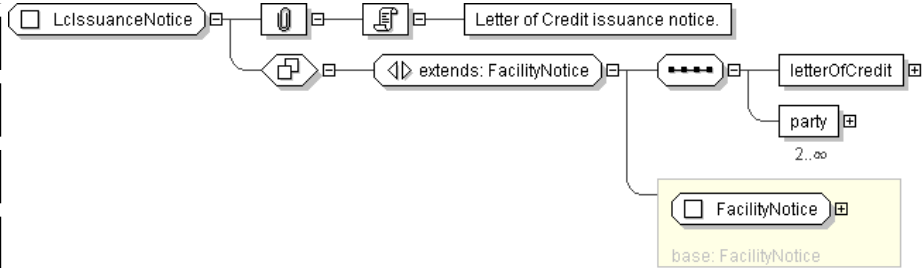 LcIssuanceNotice
Letter of Credit issuance notice.
extends: FacilityNotice
letterOfCredit
party
2..∞
FacilityNotice
base: FacilityNotice